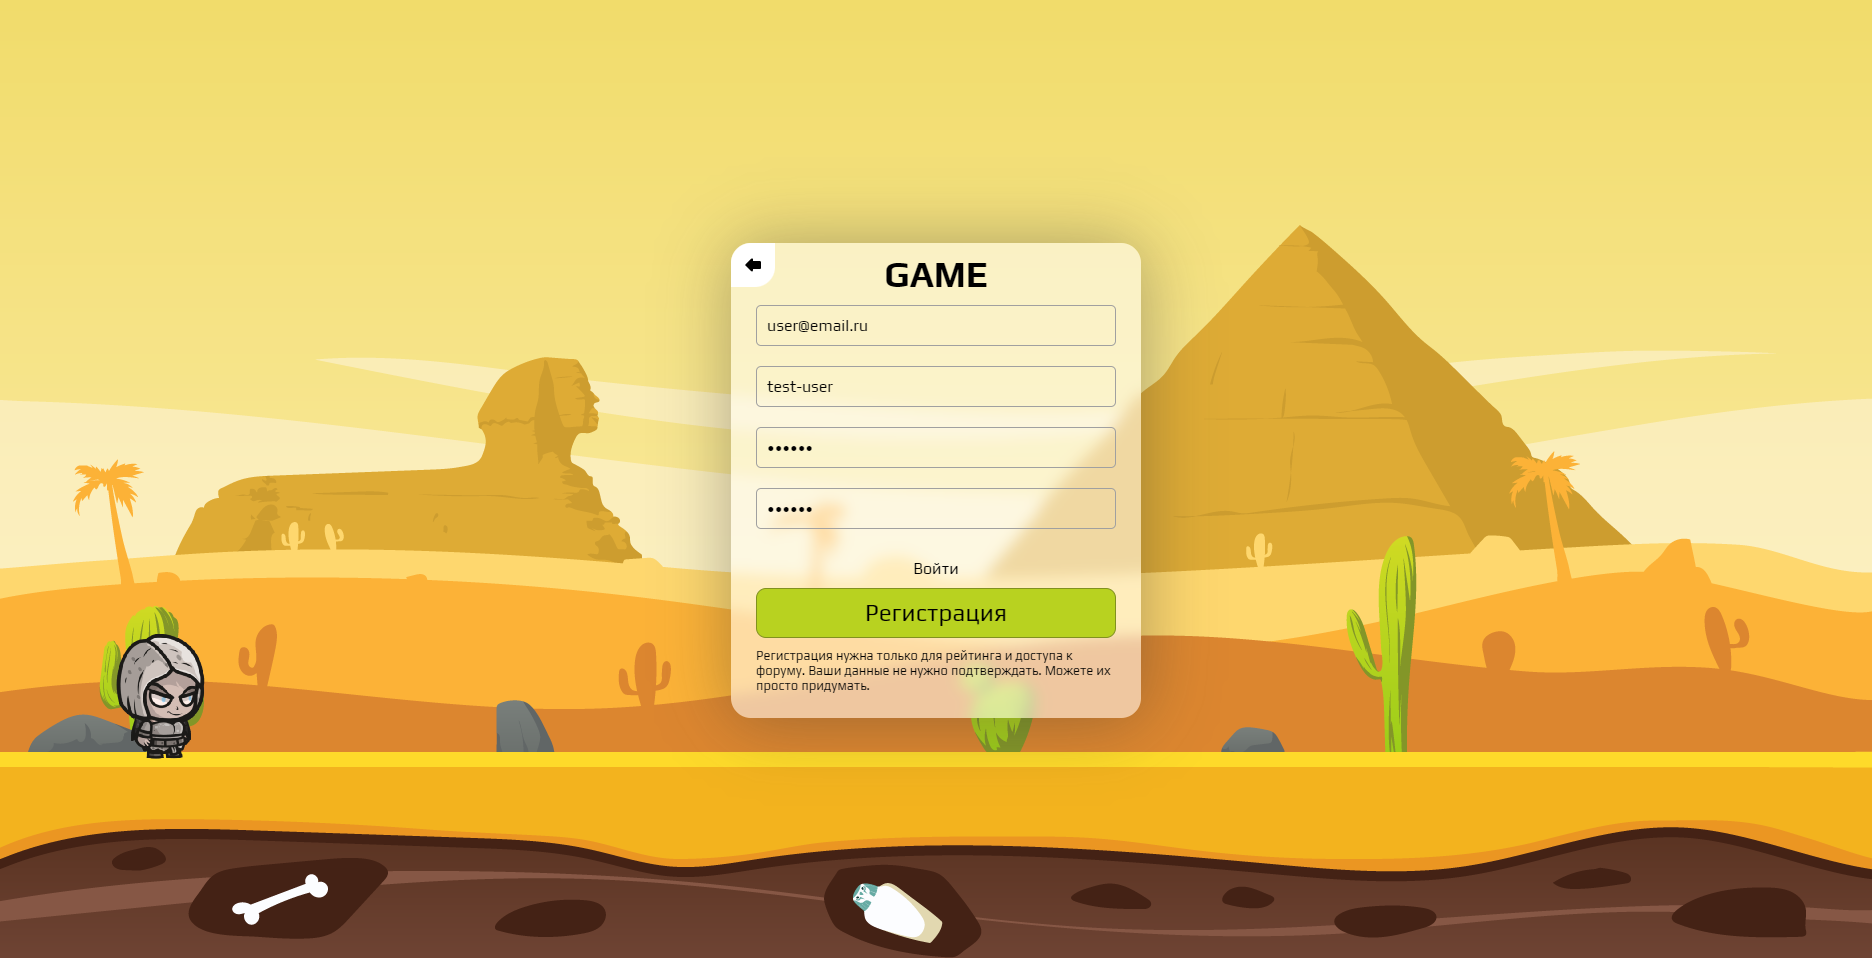 GAME
user@email.ru
test-user
••••••
••••••
Войти
Регистрация
Регистрация нужна только для рейтинга и доступа к
форуму. Ваши данные не нужно подтверждать. Можете их
просто придумать.